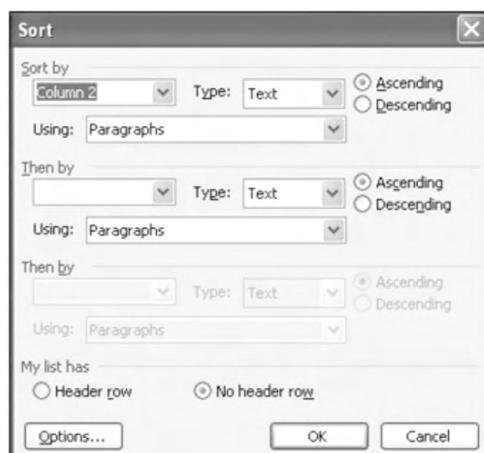 Sort
Sort by
Column 2 Type: Text Ascending
Descending
Using: Paragraphs
Then by
Type: Text Ascending
Descending
Using: Paragraphs
Then by
Type: Text Ascending
Descending
Using: Paragraphs
My list has
Header row No header row
Options... OK Cancel